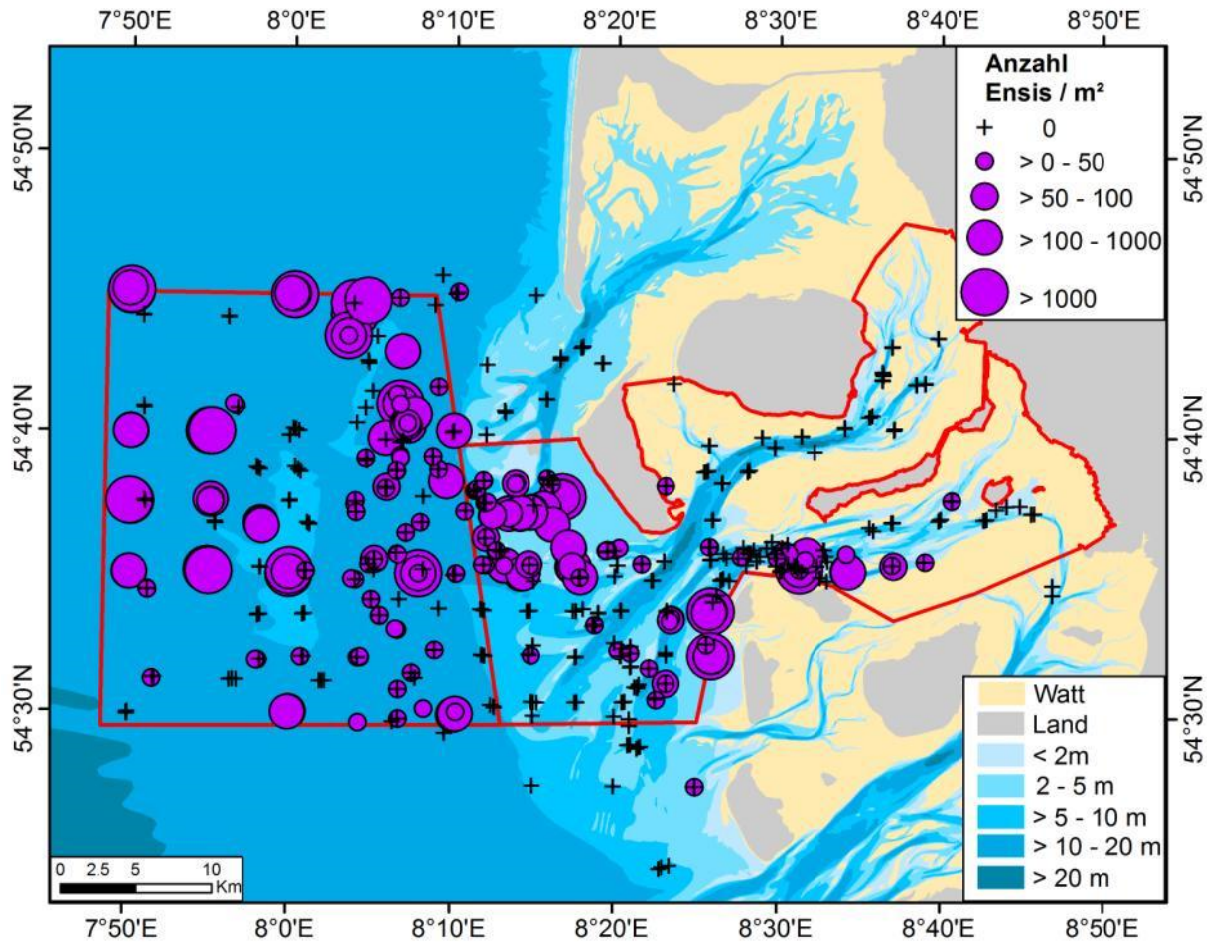 7°50'E 8°0'E 8°10'E 8°20'E 8°30'E 8°40'E 8°50'E
Anzahl
Ensis / m²
0
> 0 - 50
> 50 - 100
> 100 - 1000
> 1000
54°50'N 54°50'N
54°40'N 54°40'N
54°30'N 54°30'N
Watt
Land
< 2m
2 - 5 m
> 5 - 10 m
> 10 - 20 m
> 20 m
0 2.5 5 10
Km
7°50'E 8°0'E 8°10'E 8°20'E 8°30'E 8°40'E 8°50'E